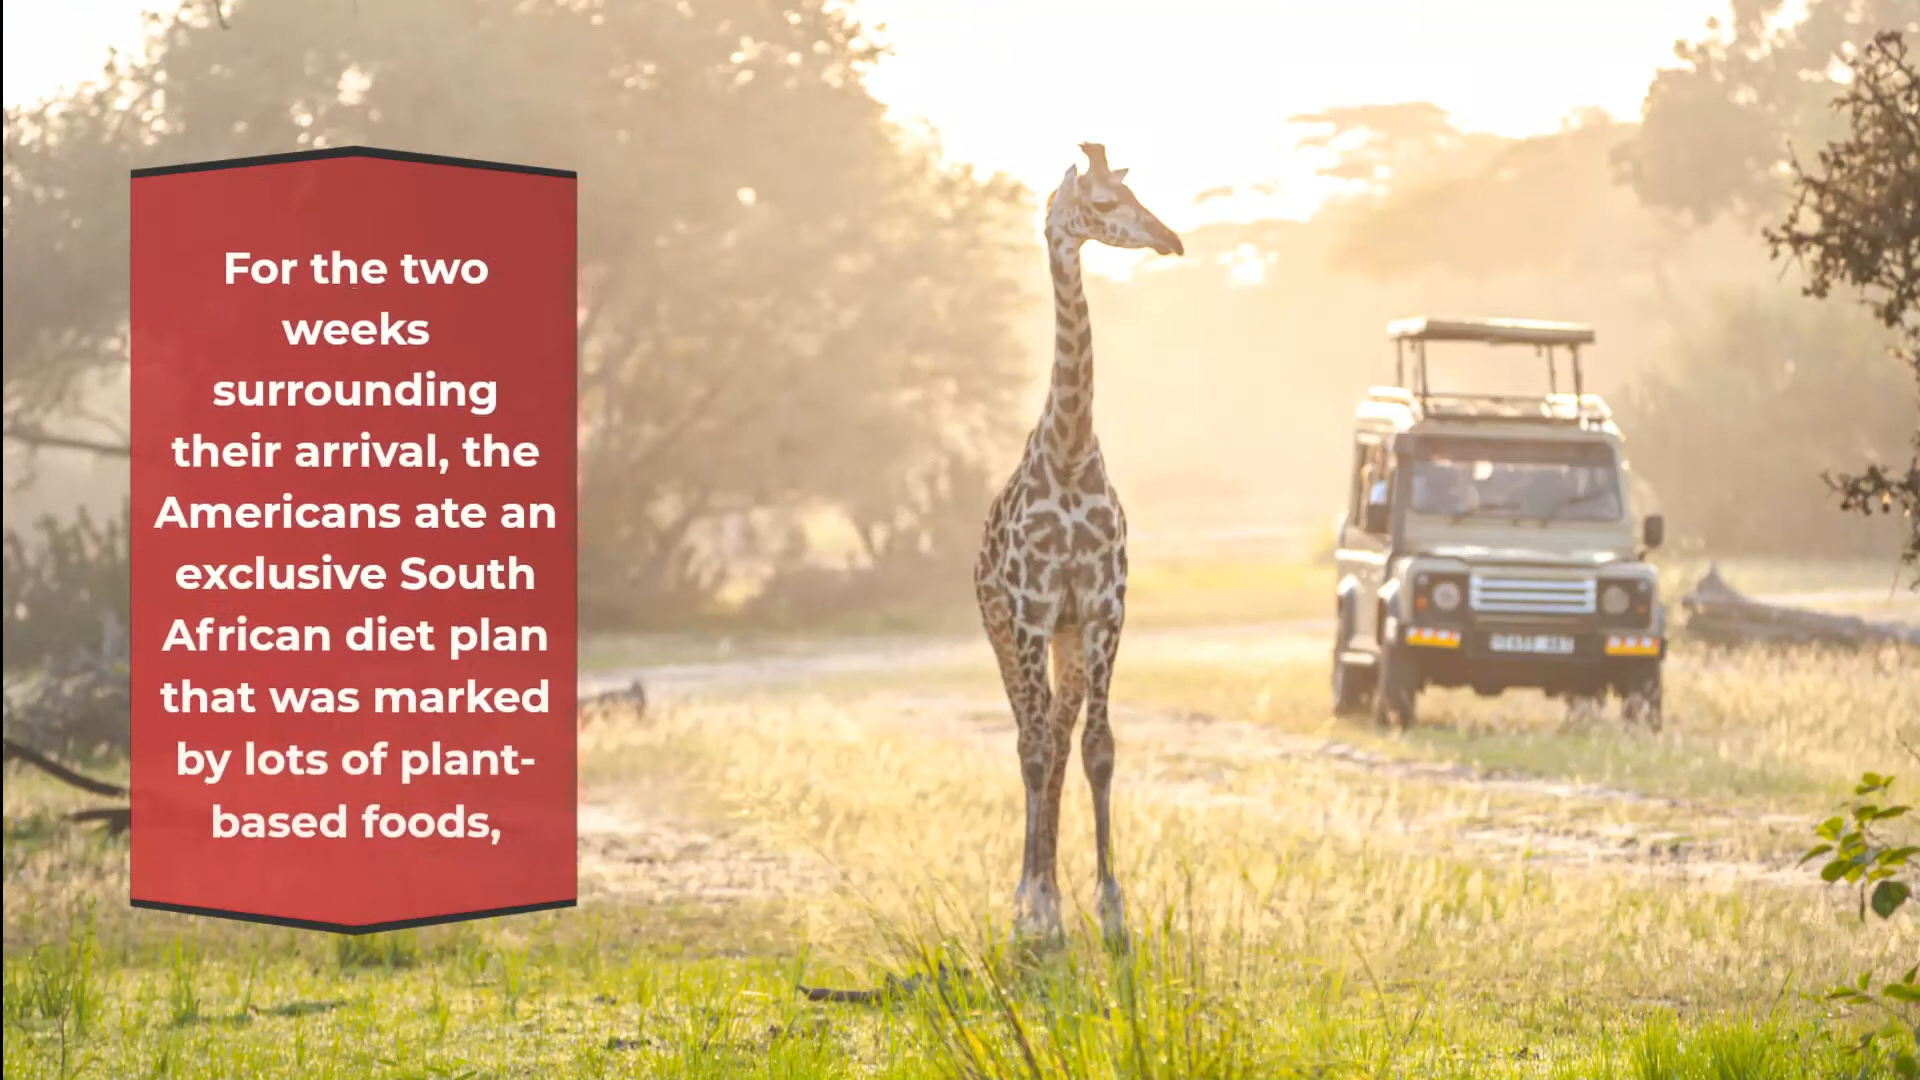 For the two
weeks
surrounding
their arrival, the
Americans ate an
exclusive South
African diet plan
that was marked
by lots of plant-
based foods,